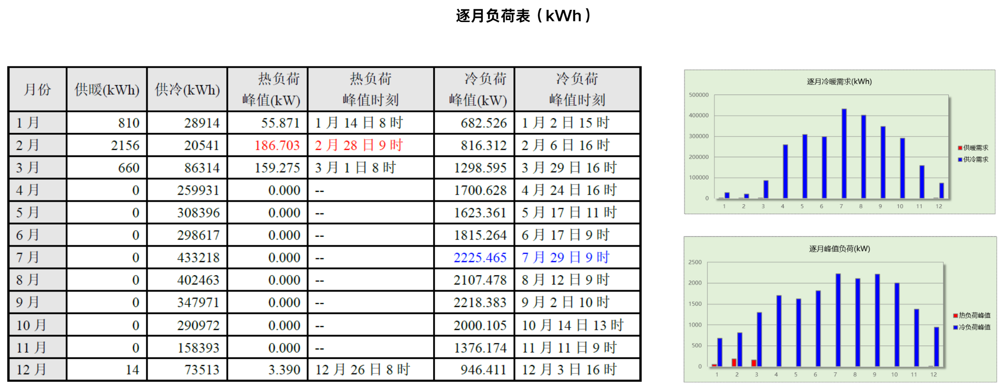 逐月负荷表（kWh）
月份 供暖(kWh) 供冷(kWh) 热负荷峰值(kW) 热负荷峰值时刻 冷负荷峰值(kW) 冷负荷峰值时刻
1 月 810 28914 55.871 1 月 14 日 8 时 682.526 1 月 2 日 15 时
2 月 2156 20541 186.703 2 月 28 日 9 时 816.312 2 月 6 日 16 时
3 月 660 86314 159.275 3 月 1 日 8 时 1298.595 3 月 29 日 16 时
4 月 0 259931 0.000 -- 1700.628 4 月 24 日 16 时
5 月 0 308396 0.000 -- 1623.361 5 月 17 日 11 时
6 月 0 298617 0.000 -- 1815.264 6 月 17 日 9 时
7 月 0 433218 0.000 -- 2225.465 7 月 29 日 9 时
8 月 0 402463 0.000 -- 2107.478 8 月 12 日 9 时
9 月 0 347971 0.000 -- 2218.383 9 月 2 日 10 时
10 月 0 290972 0.000 -- 2000.105 10 月 14 日 13 时
11 月 0 158393 0.000 -- 1376.174 11 月 11 日 9 时
12 月 14 73513 3.390 12 月 26 日 8 时 946.411 12 月 3 日 16 时
逐月冷暖需求(kWh)
500000
400000
300000
200000
100000
0
1 2 3 4 5 6 7 8 9 10 11 12
供暖需求
供冷需求
逐月峰值负荷(kW)
2500
2000
1500
1000
500
0
1 2 3 4 5 6 7 8 9 10 11 12
热负荷峰值
冷负荷峰值